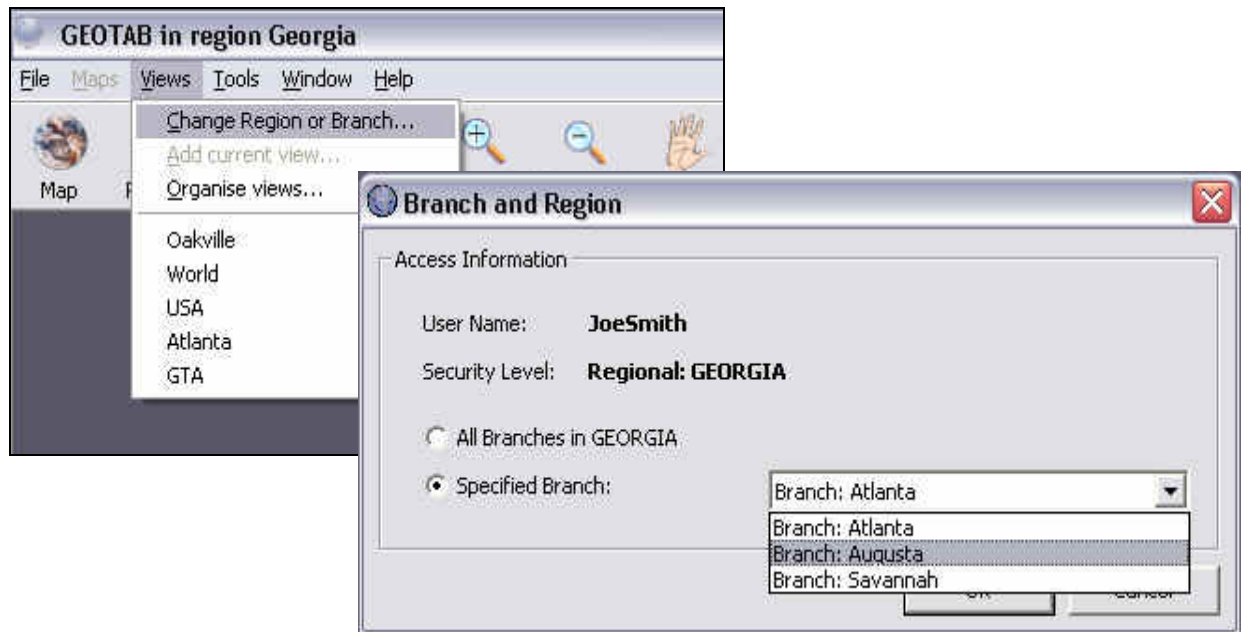 GEOTAB in region Georgia
File Maps Views Tools Window Help
Change Region or Branch...
Add current view...
Organise views...
Map
Oakville
World
USA
Atlanta
GTA
Branch and Region
Access Information
User Name: JoeSmith
Security Level: Regional: GEORGIA
All Branches in GEORGIA
Specified Branch: Branch: Atlanta
Branch: Atlanta
Branch: Augusta
Branch: Savannah